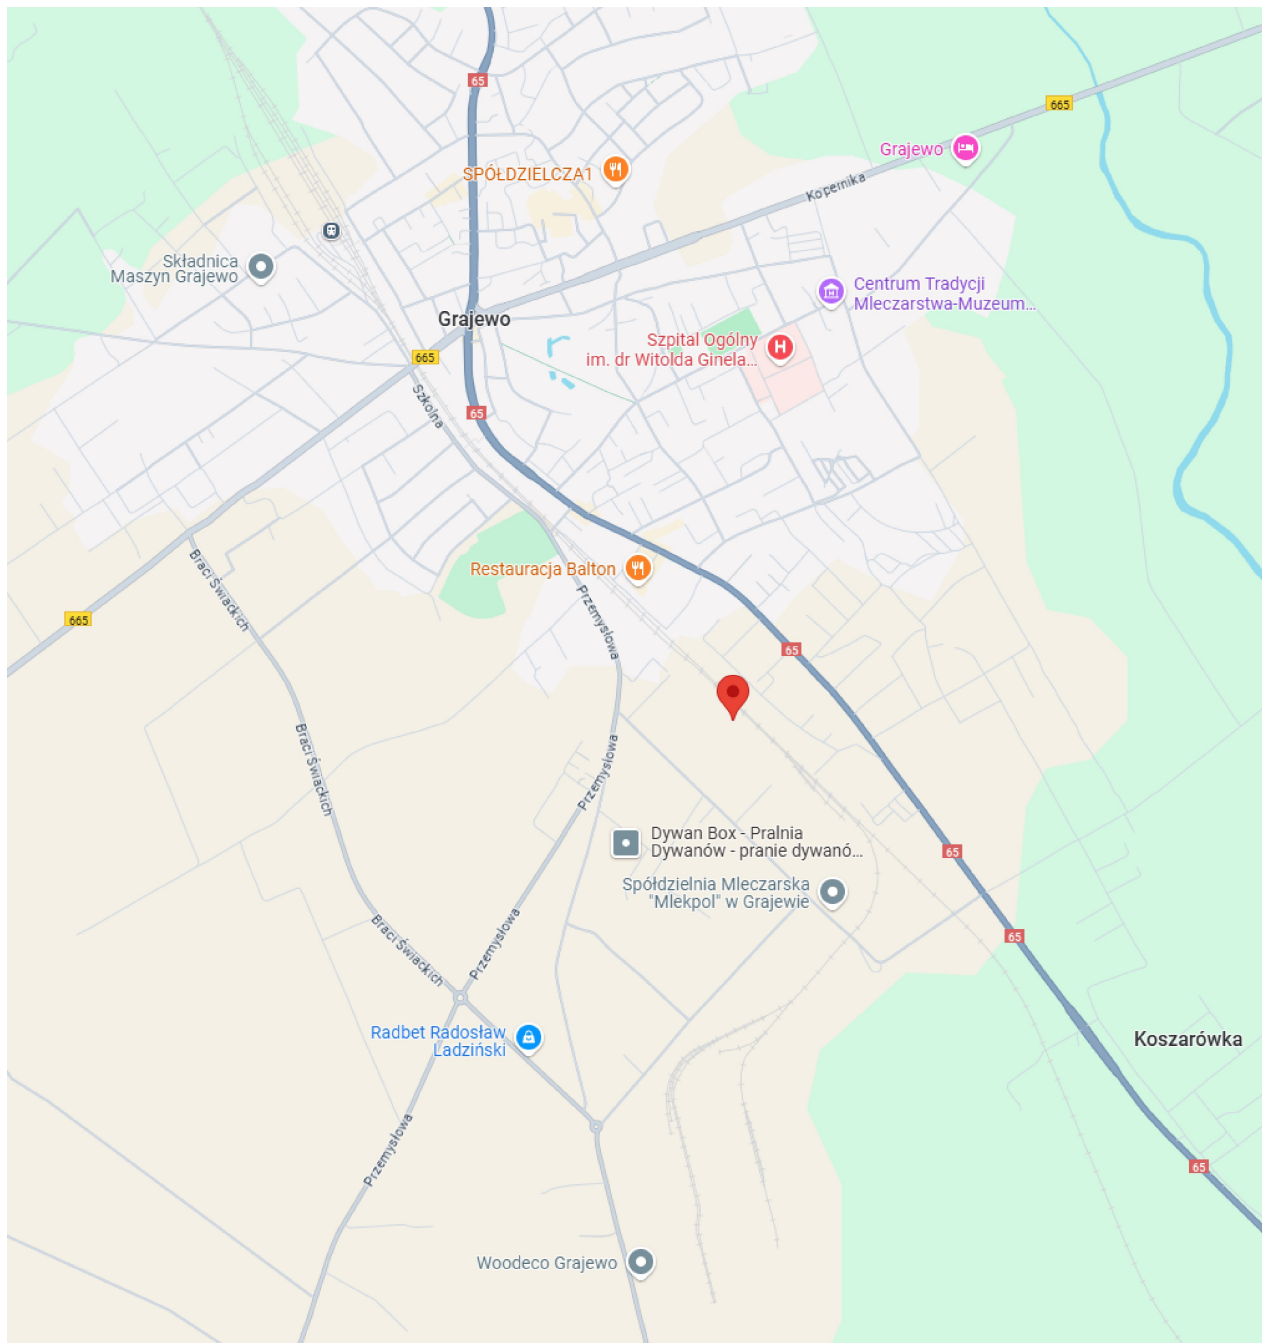 65
665
Grajewo
SPÓŁDZIELCZA1
Kopernika
Składnica
Maszyn Grajewo
Centrum Tradycji
Mleczarstwa-Muzeum...
Grajewo
Szpital Ogólny
im. dr Witolda Ginela...
665
Szkolna
65
Restauracja Balton
Braci Świackich
Przemysłowa
665
65
Braci Świackich
Przemysłowa
Dywan Box - Pralnia
Dywanów - pranie dywanó...
65
Spółdzielnia Mleczarska
"Mlekpol" w Grajewie
Braci Świackich
Przemysłowa
65
Radbet Radosław
Ladziński
Koszarówka
Przemysłowa
65
Woodeco Grajewo